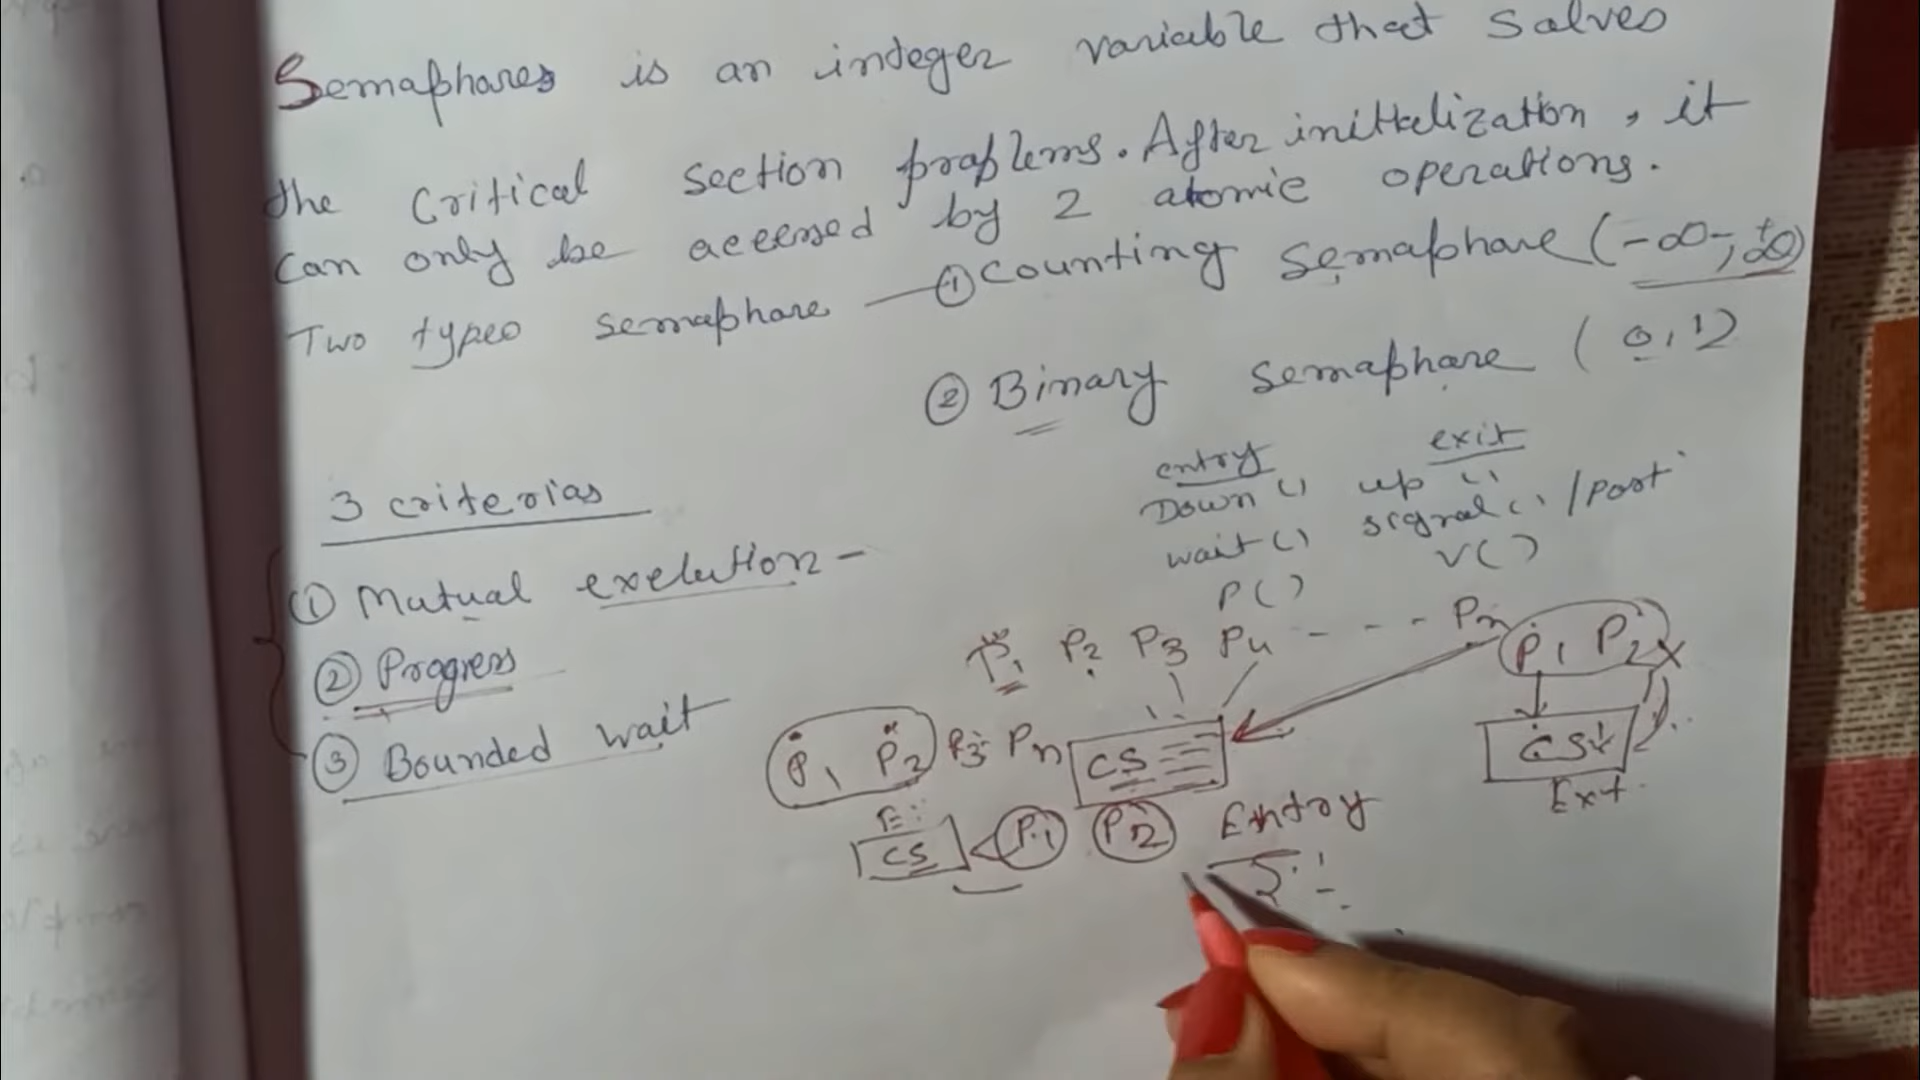 Semaphores is an integer variable that solves
the critical section problems. After initialization, it
can only be accessed by 2 atomic operations.
Two types semaphore — ① Counting Semaphore (-∞, +∞)
② Binary semaphore (0,1)
entry exit
Down () up ()
wait () signal () / Post
P() V()
3 criterias
① Mutual exclution -
② Progress
③ Bounded wait
P1 P2 P3 P4 - - - Pn
P1 P2 x
P1 P2 P3 Pn CS
CS
Exit
CS P1 P2 Entry